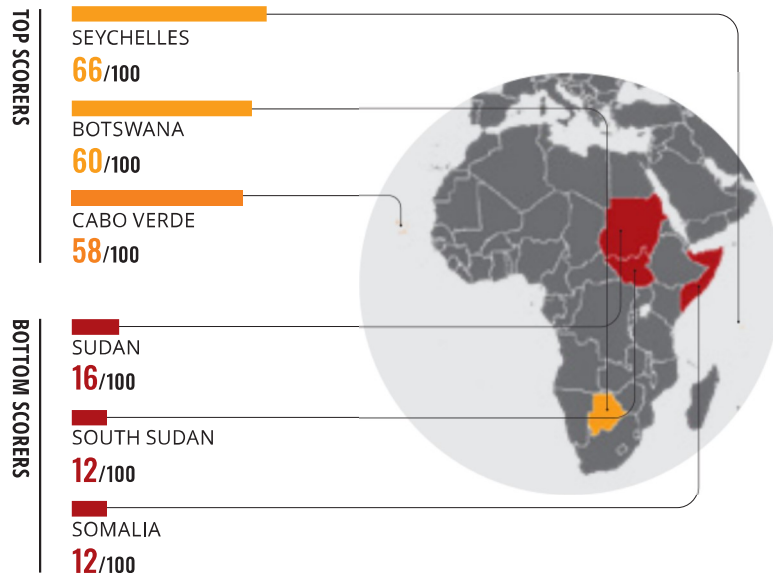 TOP SCORERS
SEYCHELLES
66/100
BOTSWANA
60/100
CABO VERDE
58/100
BOTTOM SCORERS
SUDAN
16/100
SOUTH SUDAN
12/100
SOMALIA
12/100